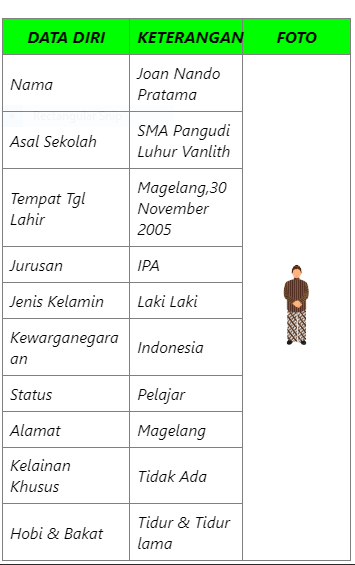 DATA DIRI KETERANGAN FOTO
Nama Joan Nando
Pratama
Asal Sekolah SMA Pangudi
Luhur Vanlith
Tempat Tgl
Lahir Magelang,30
November
2005
Jurusan IPA
Jenis Kelamin Laki Laki
Kewarganegara
an Indonesia
Status Pelajar
Alamat Magelang
Kelainan
Khusus Tidak Ada
Hobi & Bakat Tidur & Tidur
lama